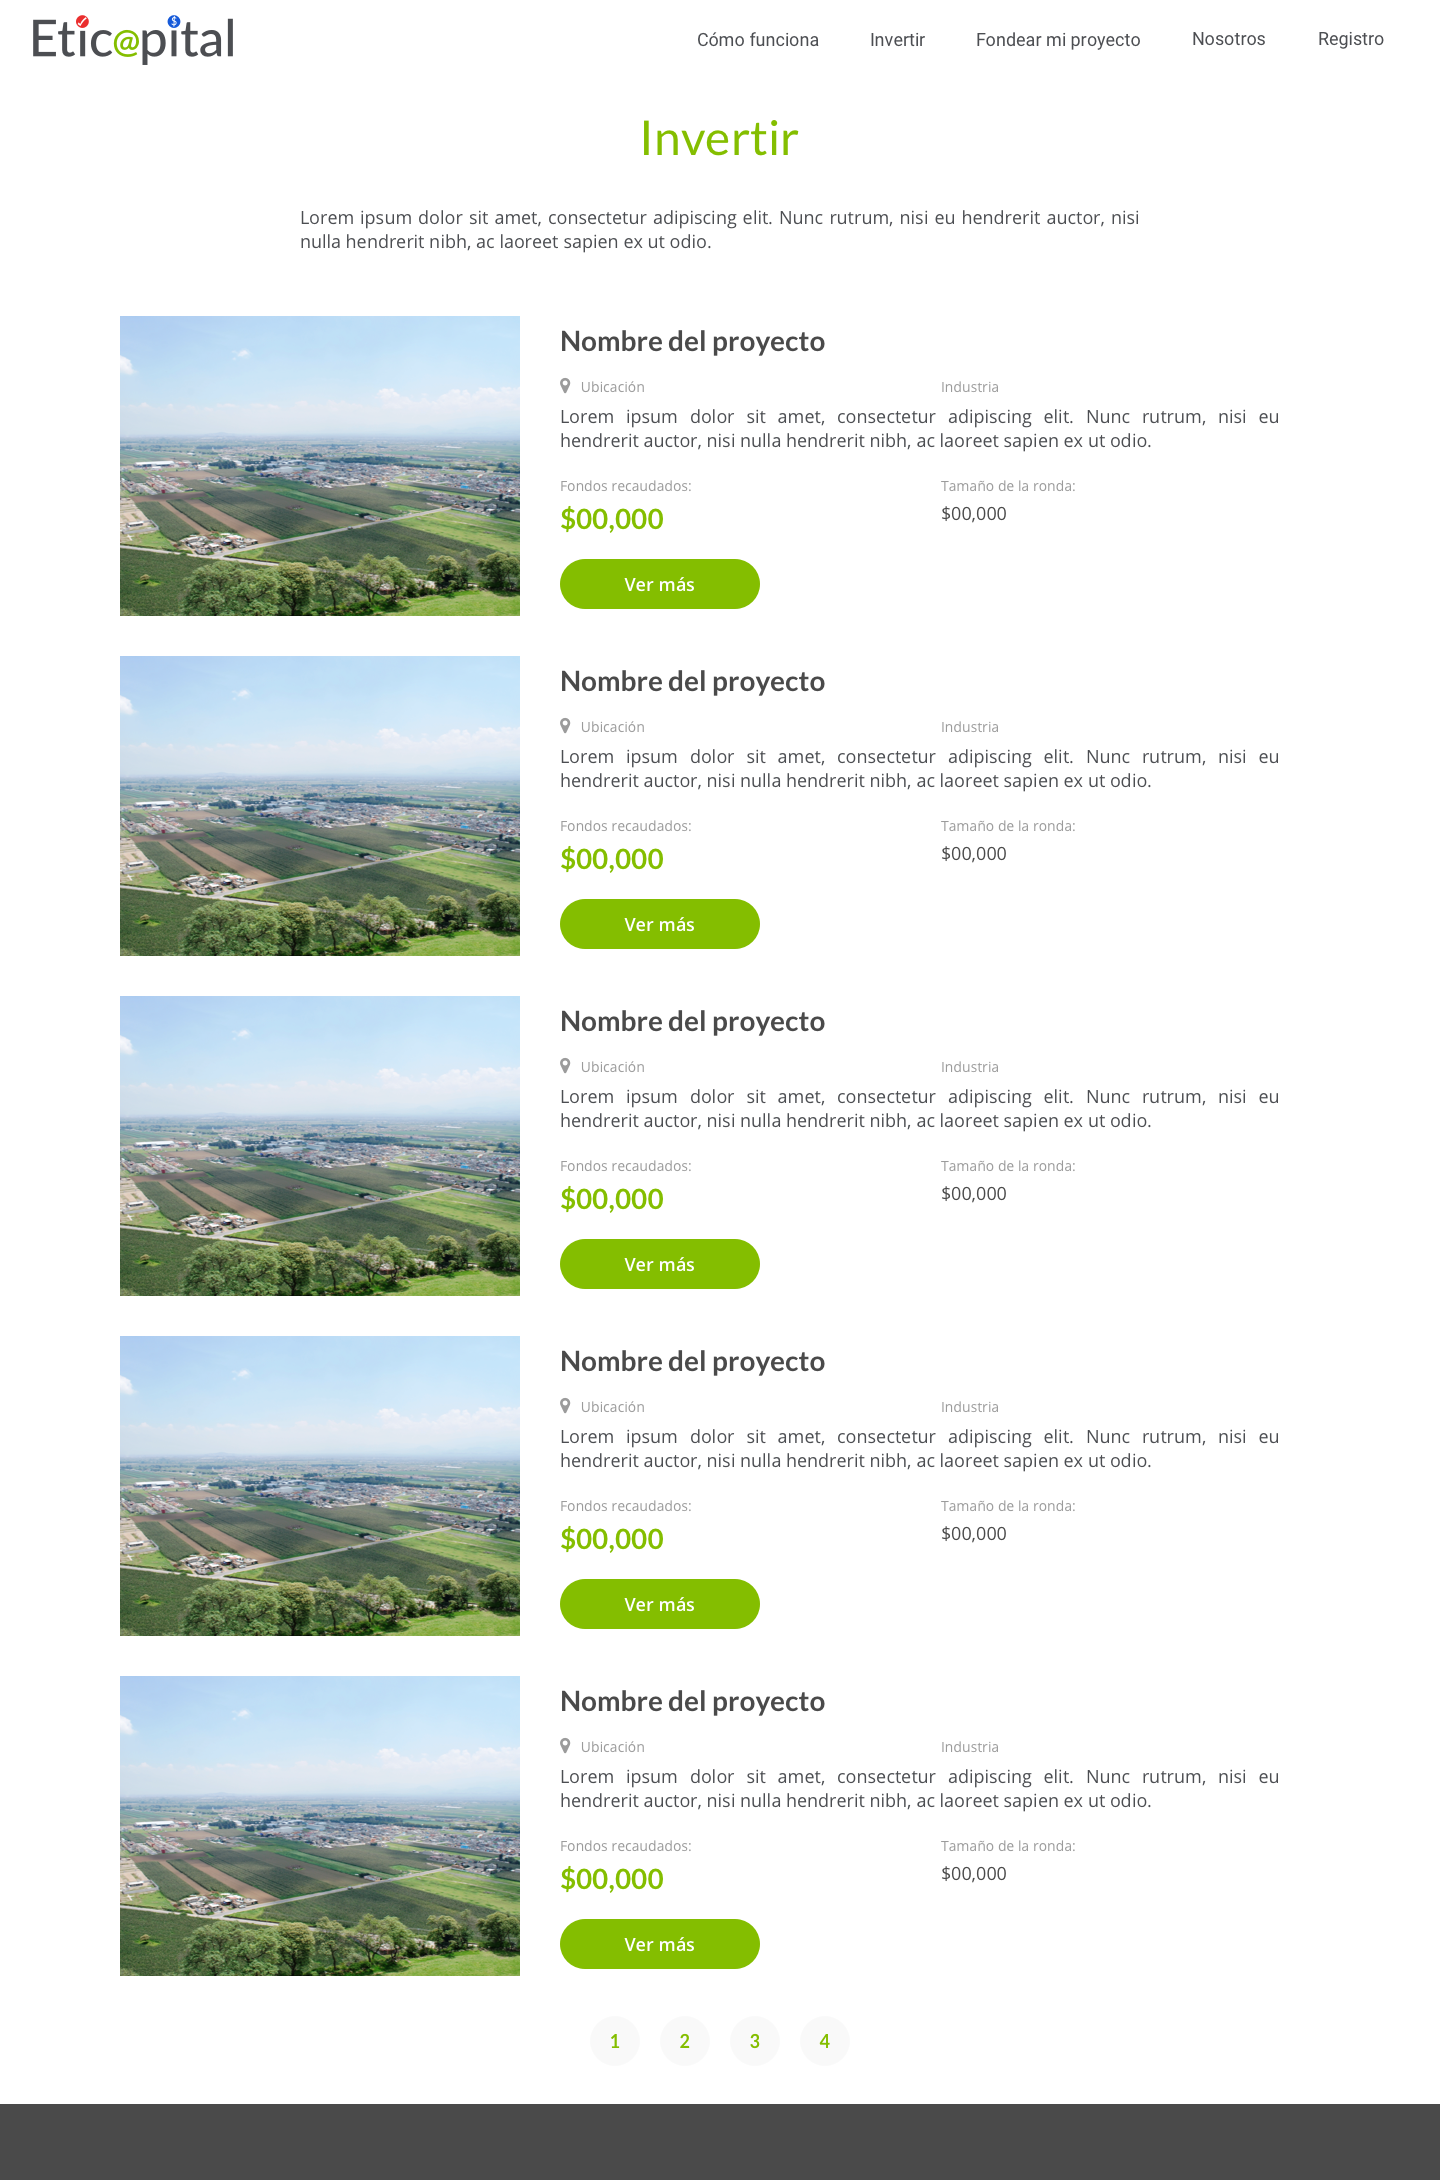 Etic@pital
Cómo funciona
Invertir
Fondear mi proyecto
Nosotros
Registro
Invertir
Lorem ipsum dolor sit amet, consectetur adipiscing elit. Nunc rutrum, nisi eu hendrerit auctor, nisi
nulla hendrerit nibh, ac laoreet sapien ex ut odio.
Nombre del proyecto
Ubicación
Industria
Lorem ipsum dolor sit amet, consectetur adipiscing elit. Nunc rutrum, nisi eu
hendrerit auctor, nisi nulla hendrerit nibh, ac laoreet sapien ex ut odio.
Fondos recaudados:
Tamaño de la ronda:
$00,000
$00,000
Ver más
Nombre del proyecto
Ubicación
Industria
Lorem ipsum dolor sit amet, consectetur adipiscing elit. Nunc rutrum, nisi eu
hendrerit auctor, nisi nulla hendrerit nibh, ac laoreet sapien ex ut odio.
Fondos recaudados:
Tamaño de la ronda:
$00,000
$00,000
Ver más
Nombre del proyecto
Ubicación
Industria
Lorem ipsum dolor sit amet, consectetur adipiscing elit. Nunc rutrum, nisi eu
hendrerit auctor, nisi nulla hendrerit nibh, ac laoreet sapien ex ut odio.
Fondos recaudados:
Tamaño de la ronda:
$00,000
$00,000
Ver más
Nombre del proyecto
Ubicación
Industria
Lorem ipsum dolor sit amet, consectetur adipiscing elit. Nunc rutrum, nisi eu
hendrerit auctor, nisi nulla hendrerit nibh, ac laoreet sapien ex ut odio.
Fondos recaudados:
Tamaño de la ronda:
$00,000
$00,000
Ver más
Nombre del proyecto
Ubicación
Industria
Lorem ipsum dolor sit amet, consectetur adipiscing elit. Nunc rutrum, nisi eu
hendrerit auctor, nisi nulla hendrerit nibh, ac laoreet sapien ex ut odio.
Fondos recaudados:
Tamaño de la ronda:
$00,000
$00,000
Ver más
1 2 3 4